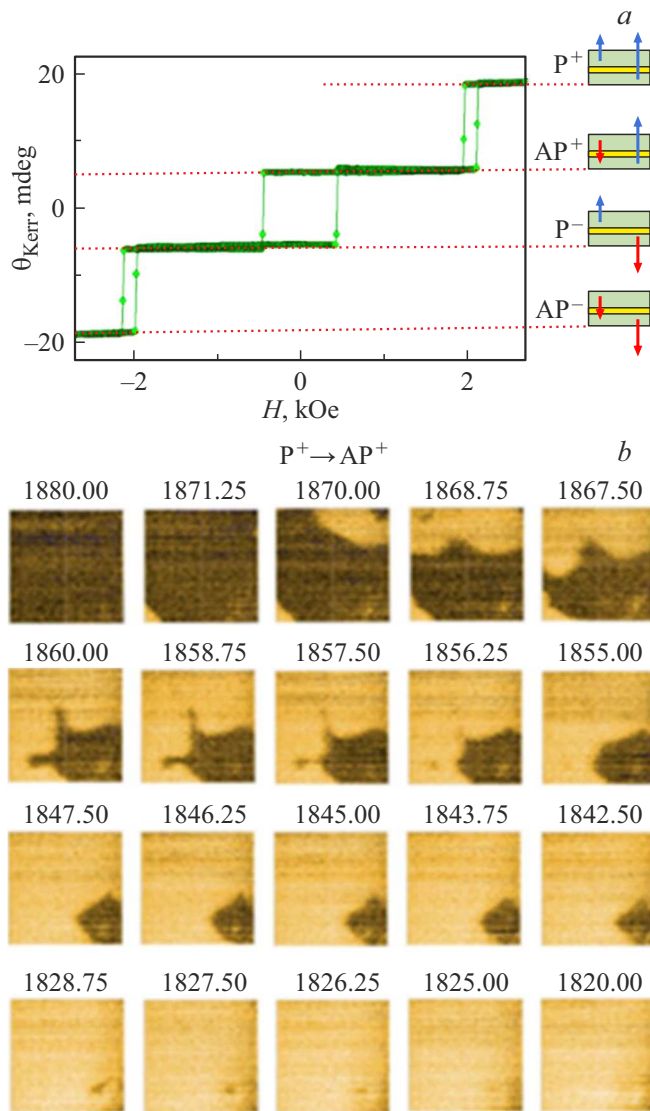 a
P+
20
AP+
θKerr, mdeg
0
P−
AP−
−20
−2
0
2
H, kOe
P+ → AP+
b
1880.00 1871.25 1870.00 1868.75 1867.50
1860.00 1858.75 1857.50 1856.25 1855.00
1847.50 1846.25 1845.00 1843.75 1842.50
1828.75 1827.50 1826.25 1825.00 1820.00